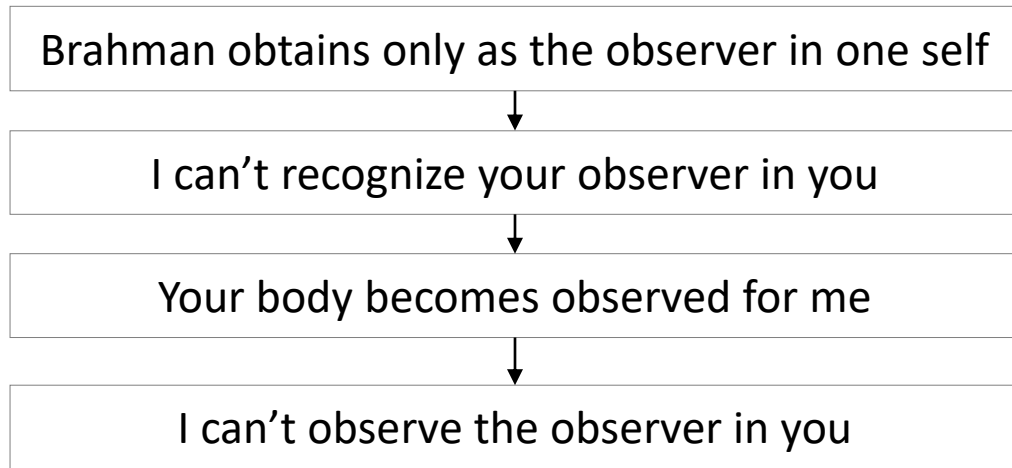 Brahman obtains only as the observer in one self
I can’t recognize your observer in you
Your body becomes observed for me
I can’t observe the observer in you